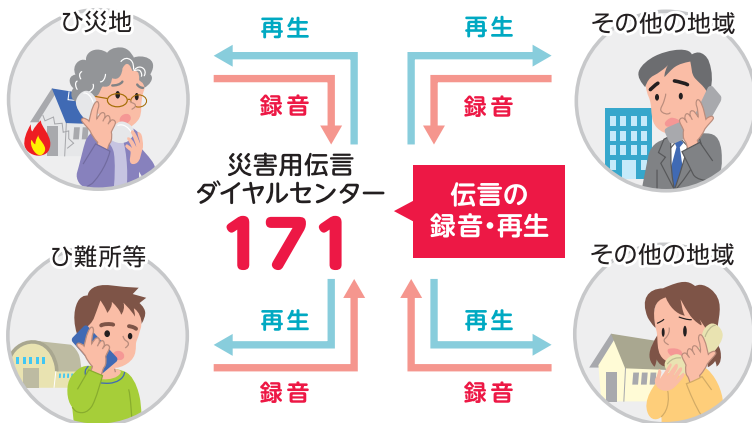 ひ災地
再生
録音
再生
録音
その他の地域
災害用伝言
ダイヤルセンター
171
伝言の
録音・再生
ひ難所等
再生
録音
再生
録音
その他の地域